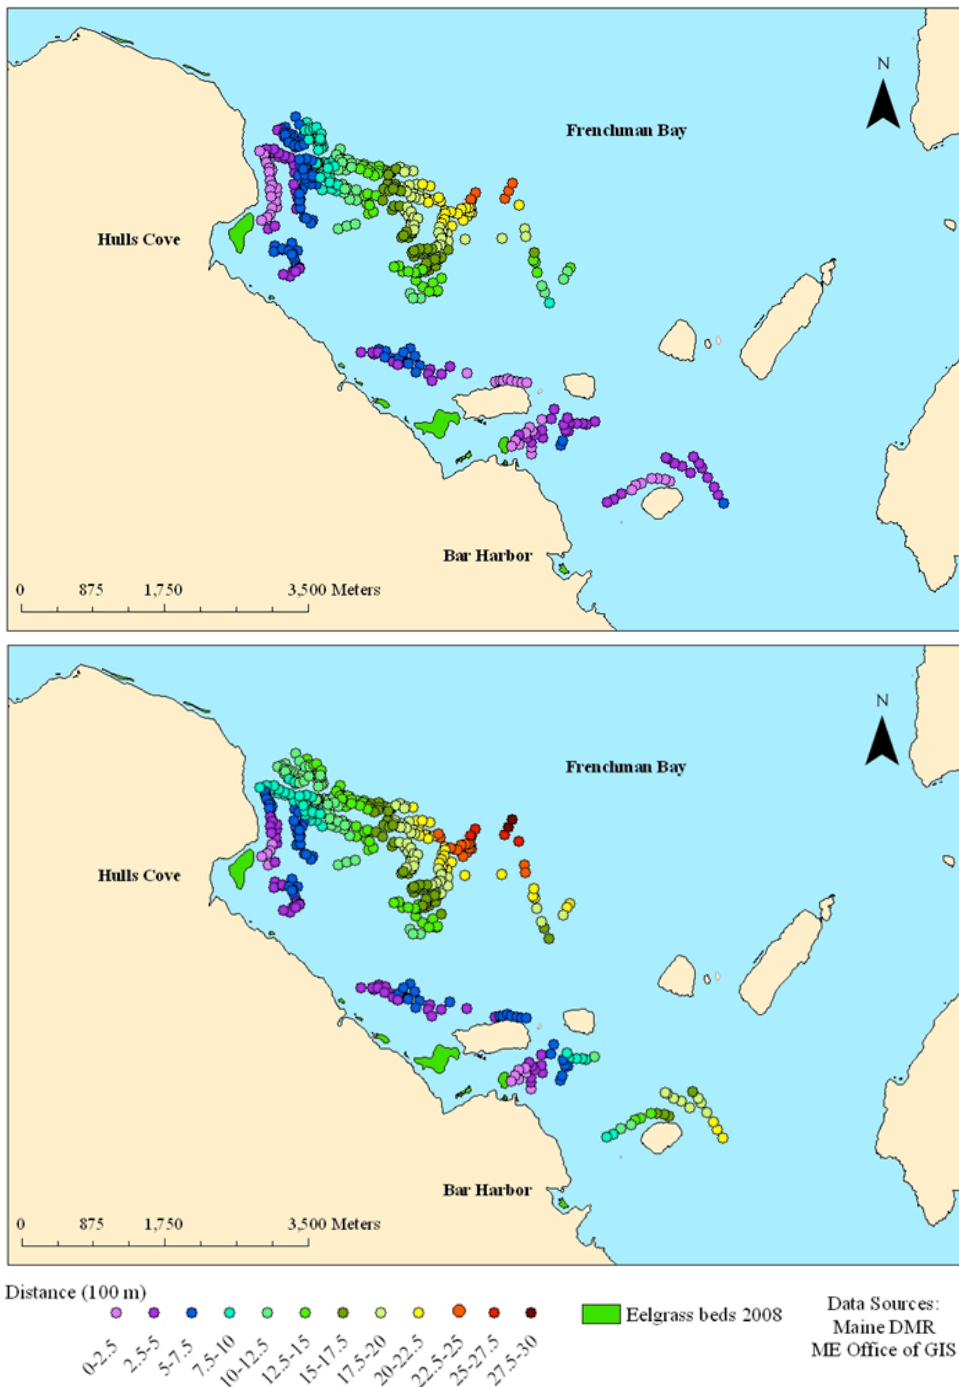 N
Frenchman Bay
Hulls Cove
Bar Harbor
0 875 1,750 3,500 Meters
N
Frenchman Bay
Hulls Cove
Bar Harbor
0 875 1,750 3,500 Meters
Distance (100 m)
0-2.5
2.5-5
5-7.5
7.5-10
10-12.5
12.5-15
15-17.5
17.5-20
20-22.5
22.5-25
25-27.5
27.5-30
Eelgrass beds 2008
Data Sources:
Maine DMR
ME Office of GIS